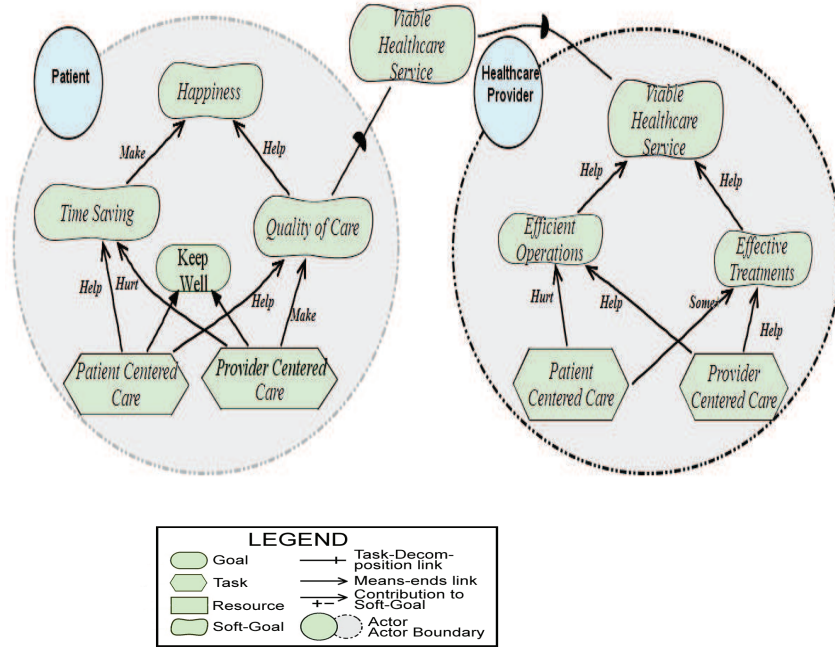 Patient
Happiness
Make
Help
Time Saving
Quality of Care
Keep
Well
Help
Hurt
Help
Make
Patient Centered
Care
Provider Centered
Care
Viable
Healthcare
Service
Healthcare
Provider
Viable
Healthcare
Service
Help
Help
Efficient
Operations
Effective
Treatments
Hurt
Help
Some+
Help
Patient
Centered Care
Provider
Centered Care
LEGEND
Goal
Task
Resource
Soft-Goal
Task-Decom-
position link
Means-ends link
Contribution to
+ − Soft-Goal
Actor
Actor Boundary